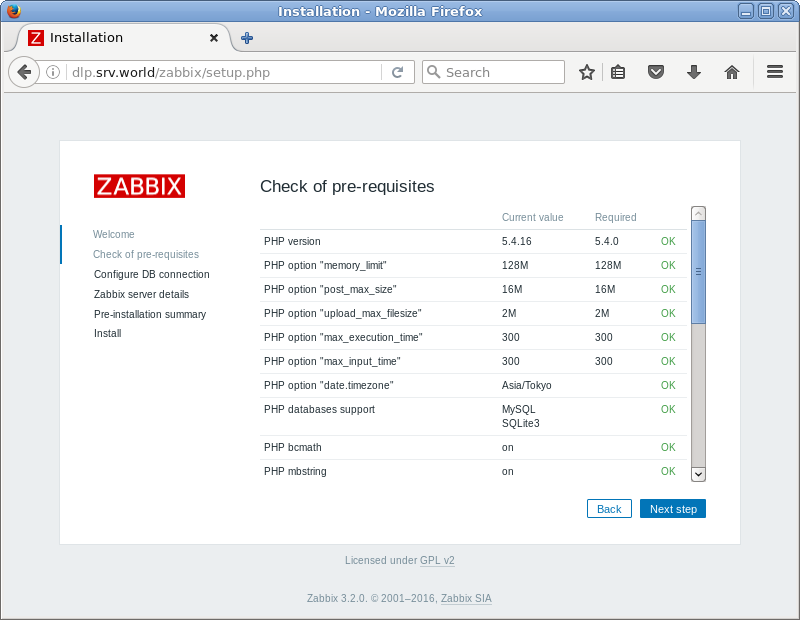 Installation - Mozilla Firefox
Z Installation
dlp.srv.world/zabbix/setup.php
Search
ZABBIX
Check of pre-requisites
Welcome
Check of pre-requisites
Configure DB connection
Zabbix server details
Pre-installation summary
Install
Current value Required
PHP version 5.4.16 5.4.0 OK
PHP option "memory_limit" 128M 128M OK
PHP option "post_max_size" 16M 16M OK
PHP option "upload_max_filesize" 2M 2M OK
PHP option "max_execution_time" 300 300 OK
PHP option "max_input_time" 300 300 OK
PHP option "date.timezone" Asia/Tokyo OK
PHP databases support MySQL OK
SQLite3
PHP bcmath on OK
PHP mbstring on OK
Back Next step
Licensed under GPL v2
Zabbix 3.2.0. © 2001–2016, Zabbix SIA